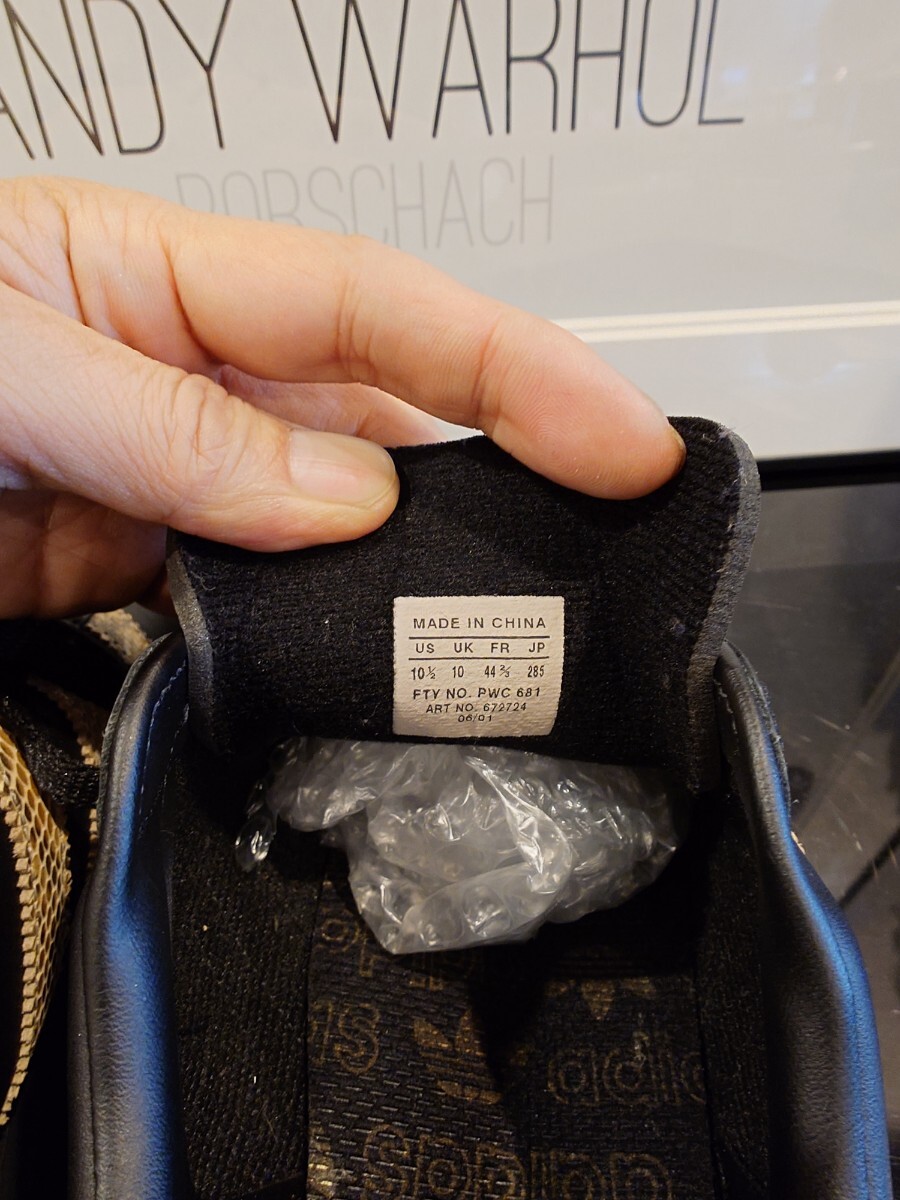 ANDY WARHOL
RORSCHACH
MADE IN CHINA
US UK FR JP
10½ 10 44⅔ 285
FTY NO. PWC 681
ART NO. 672724
06/01
adidas